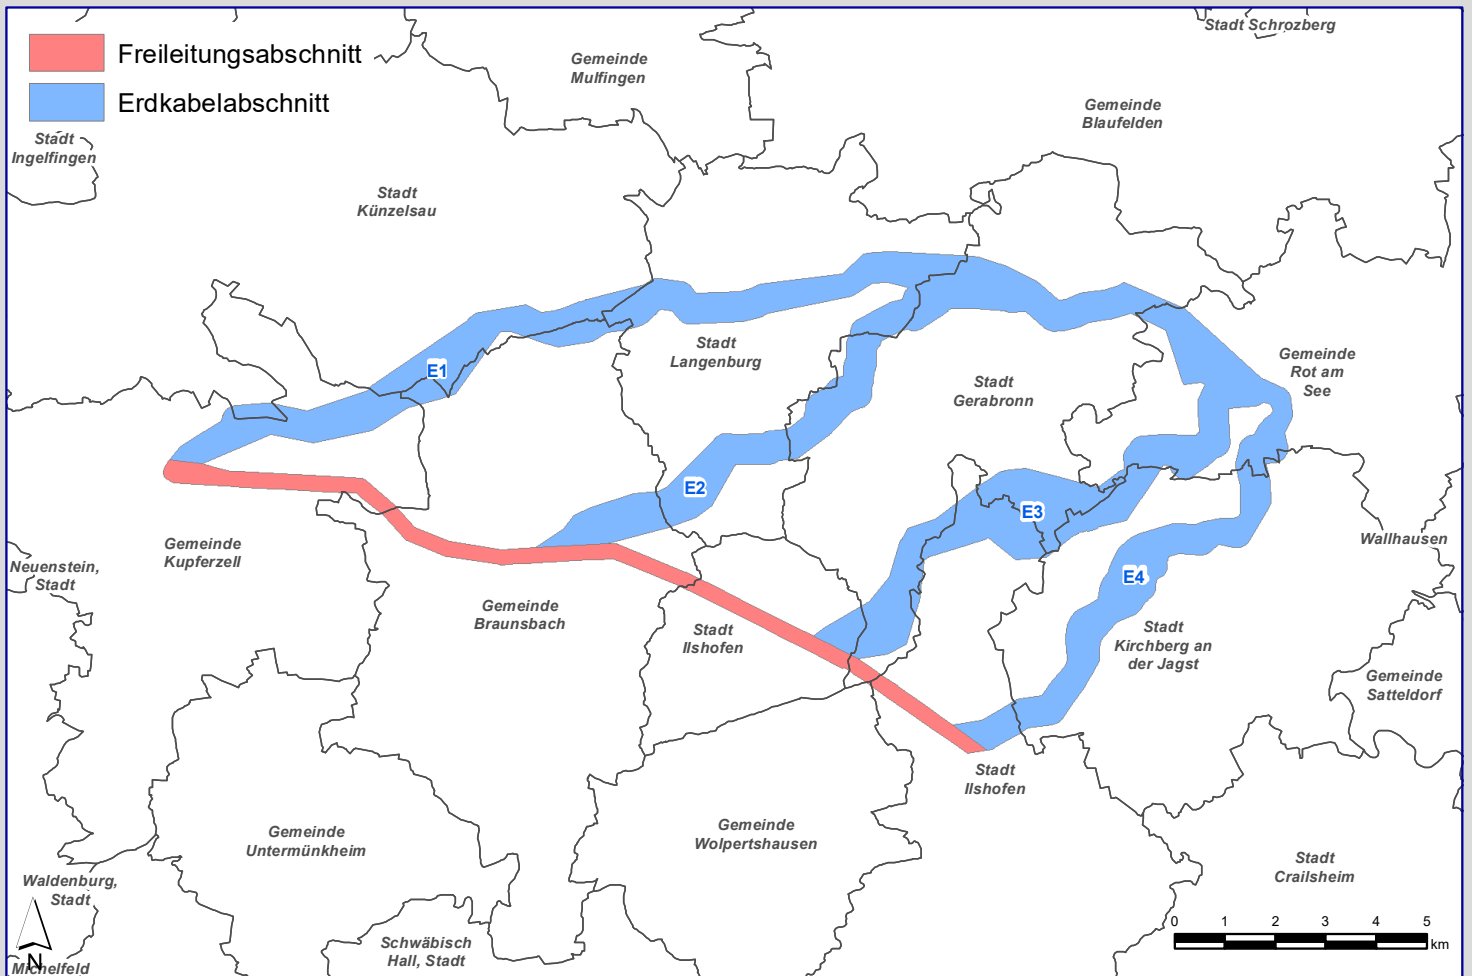 Freileitungsabschnitt
Erdkabelabschnitt
Stadt Schrozberg
Gemeinde
Mulfingen
Gemeinde
Blaufelden
Stadt
Ingelfingen
Stadt
Künzelsau
Stadt
Langenburg
Gemeinde
Rot am
See
E1
Stadt
Gerabronn
E2
E3
Wallhausen
Gemeinde
Kupferzell
Neuenstein,
Stadt
E4
Gemeinde
Braunsbach
Stadt
Ilshofen
Stadt
Kirchberg an
der Jagst
Gemeinde
Satteldorf
Stadt
Ilshofen
Gemeinde
Untermünkheim
Gemeinde
Wolpertshausen
Stadt
Crailsheim
Waldenburg,
Stadt
Schwäbisch
Hall, Stadt
0 1 2 3 4 5
km
N
Michelfeld